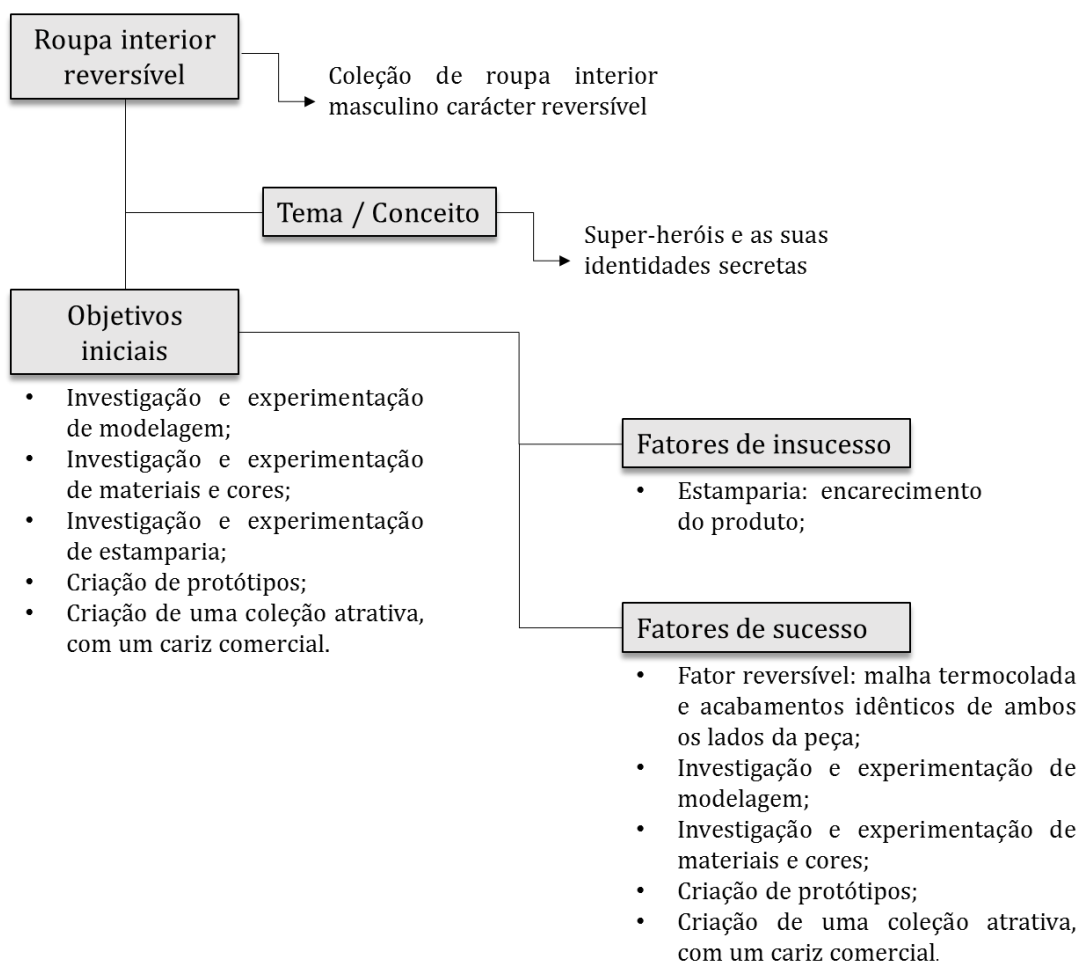 Roupa interior
reversível
Coleção de roupa interior
masculino carácter reversível
Tema / Conceito
Super-heróis e as suas
identidades secretas
Objetivos
iniciais
• Investigação e experimentação
de modelagem;
• Investigação e experimentação
de materiais e cores;
• Investigação e experimentação
de estamparia;
• Criação de protótipos;
• Criação de uma coleção atrativa,
com um cariz comercial.
Fatores de insucesso
• Estamparia: encarecimento
do produto;
Fatores de sucesso
• Fator reversível: malha termocolada
e acabamentos idênticos de ambos
os lados da peça;
• Investigação e experimentação de
modelagem;
• Investigação e experimentação de
materiais e cores;
• Criação de protótipos;
• Criação de uma coleção atrativa,
com um cariz comercial.